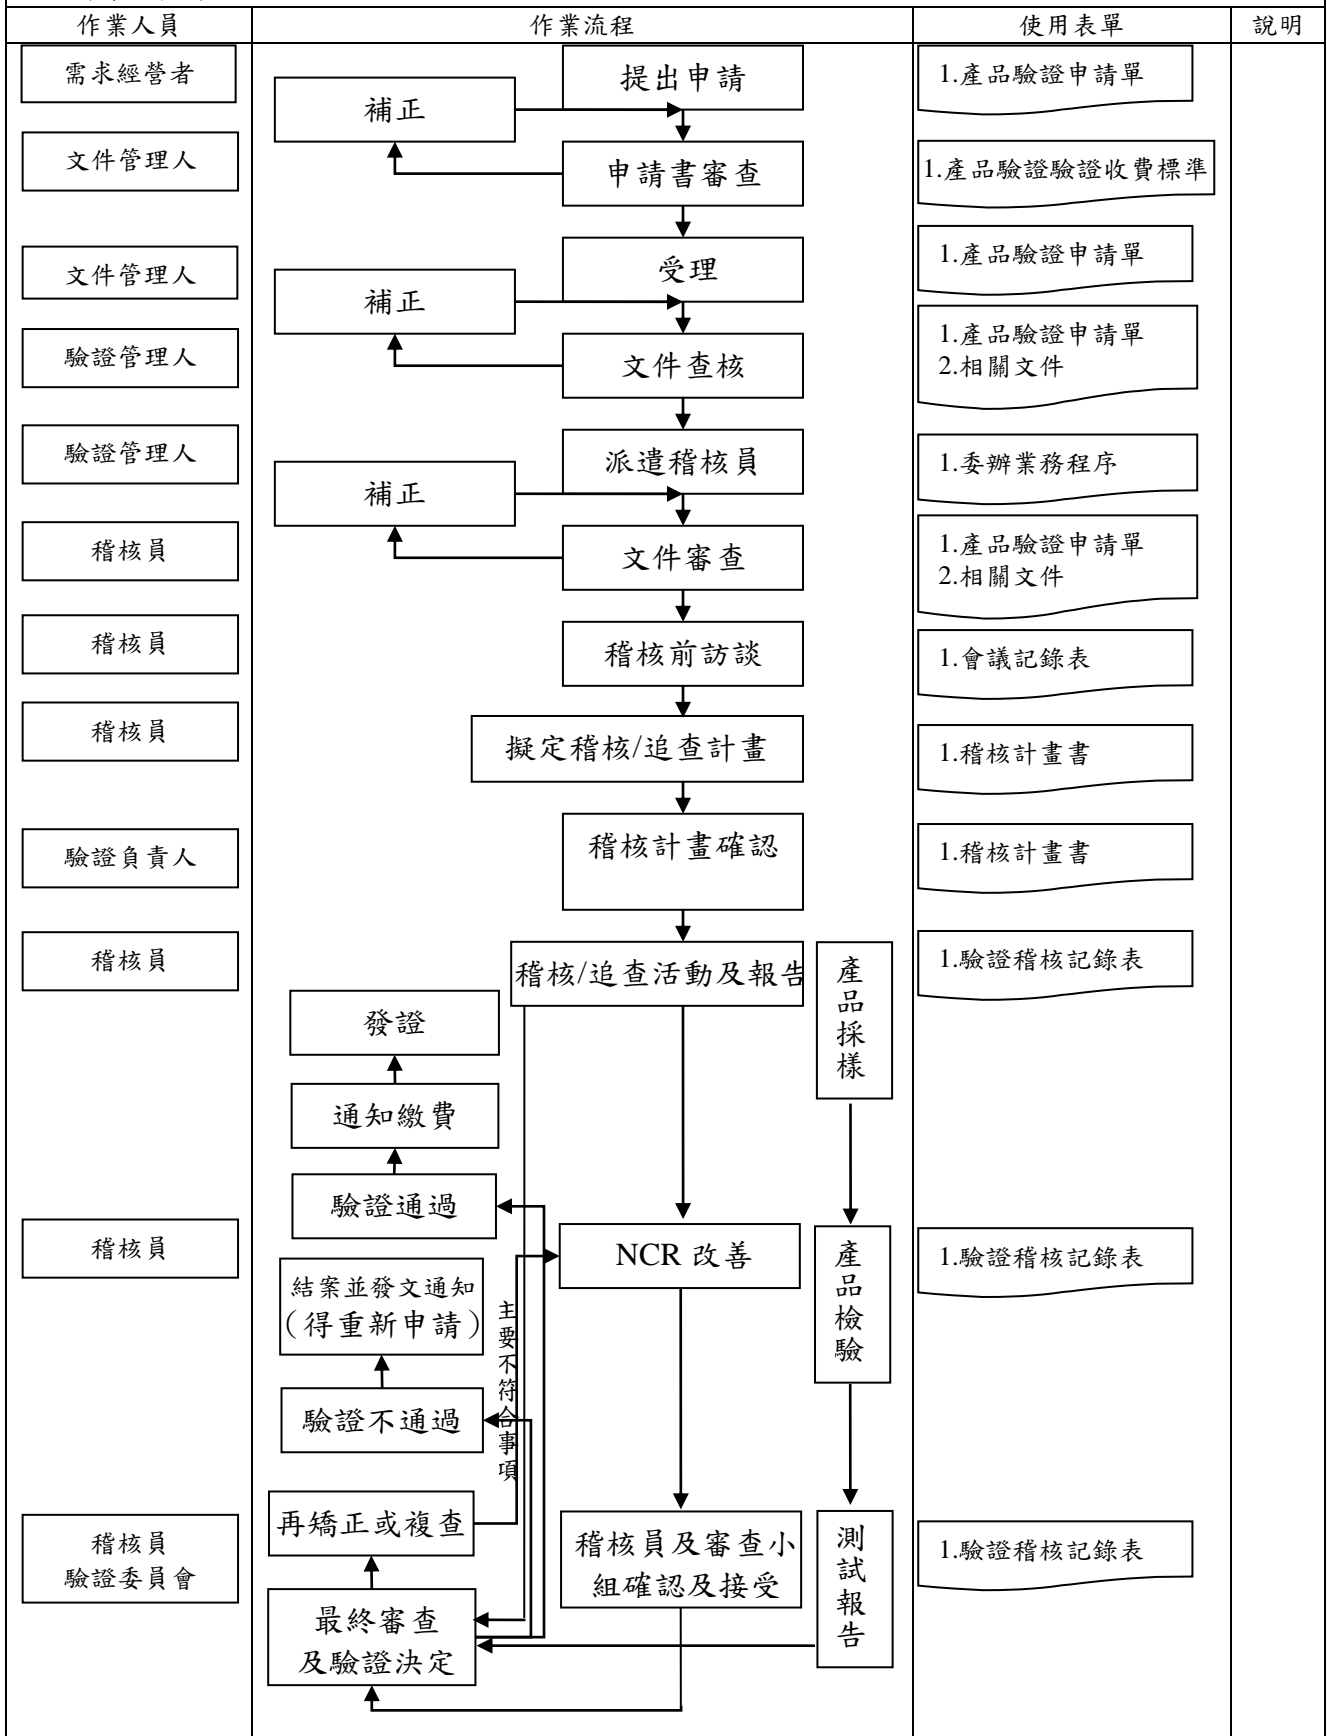 作業人員 作業流程 使用表單 說明
需求經營者 提出申請 1.產品驗證申請單
補正
文件管理人 申請書審查 1.產品驗證驗證收費標準
文件管理人 受理 1.產品驗證申請單
補正
驗證管理人 文件查核 1.產品驗證申請單
2.相關文件
驗證管理人 派遣稽核員 1.委辦業務程序
補正
稽核員 文件審查 1.產品驗證申請單
2.相關文件
稽核員 稽核前訪談 1.會議記錄表
稽核員 擬定稽核/追查計畫 1.稽核計畫書
驗證負責人 稽核計畫確認 1.稽核計畫書
稽核員 稽核/追查活動及報告 1.驗證稽核記錄表
產品採樣
發證
通知繳費
驗證通過
稽核員 NCR 改善 1.驗證稽核記錄表
產品檢驗
結案並發文通知
(得重新申請)
主要不符合事項
驗證不通過
再矯正或複查
稽核員
驗證委員會
稽核員及審查小
組確認及接受
測試報告
1.驗證稽核記錄表
最終審查
及驗證決定